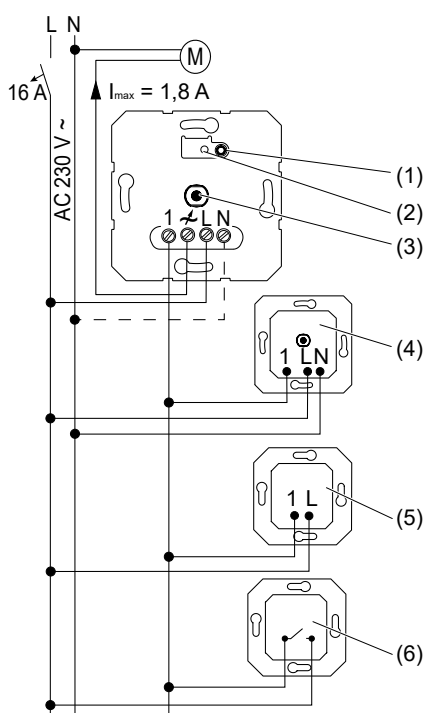 L N
M
16 A
Imax = 1,8 A
AC 230 V ~
(1)
(2)
(3)
1 L N
(4)
1 L N
(5)
1 L
(6)